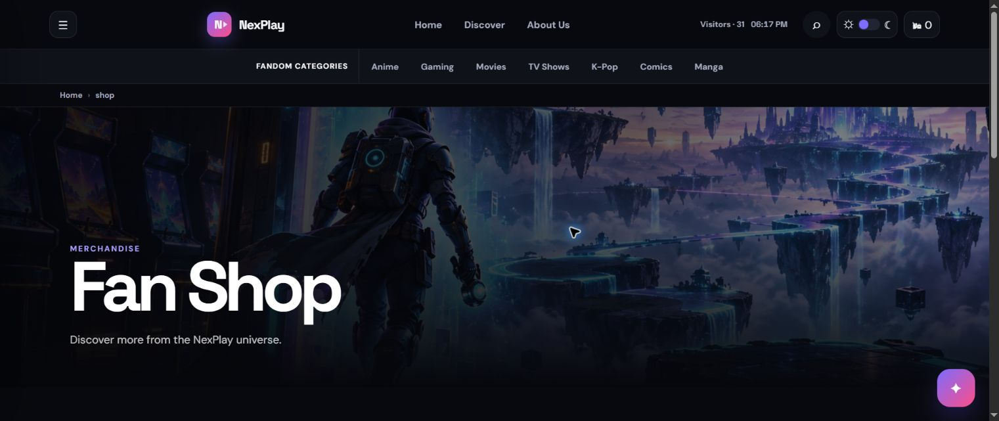 NexPlay
Home Discover About Us
Visitors · 31 06:17 PM
0
FANDOM CATEGORIES Anime Gaming Movies TV Shows K-Pop Comics Manga
Home › shop
MERCHANDISE
Fan Shop
Discover more from the NexPlay universe.